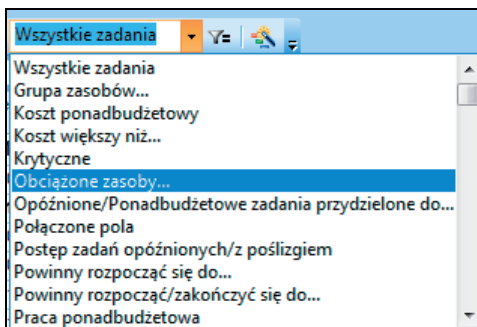 Wszystkie zadania
Wszystkie zadania
Grupa zasobów...
Koszt ponadbudżetowy
Koszt większy niż...
Krytyczne
Obciążone zasoby...
Opóźnione/Ponadbudżetowe zadania przydzielone do...
Połączone pola
Postęp zadań opóźnionych/z poślizgiem
Powinny rozpocząć się do...
Powinny rozpocząć/zakończyć się do...
Praca ponadbudżetowa